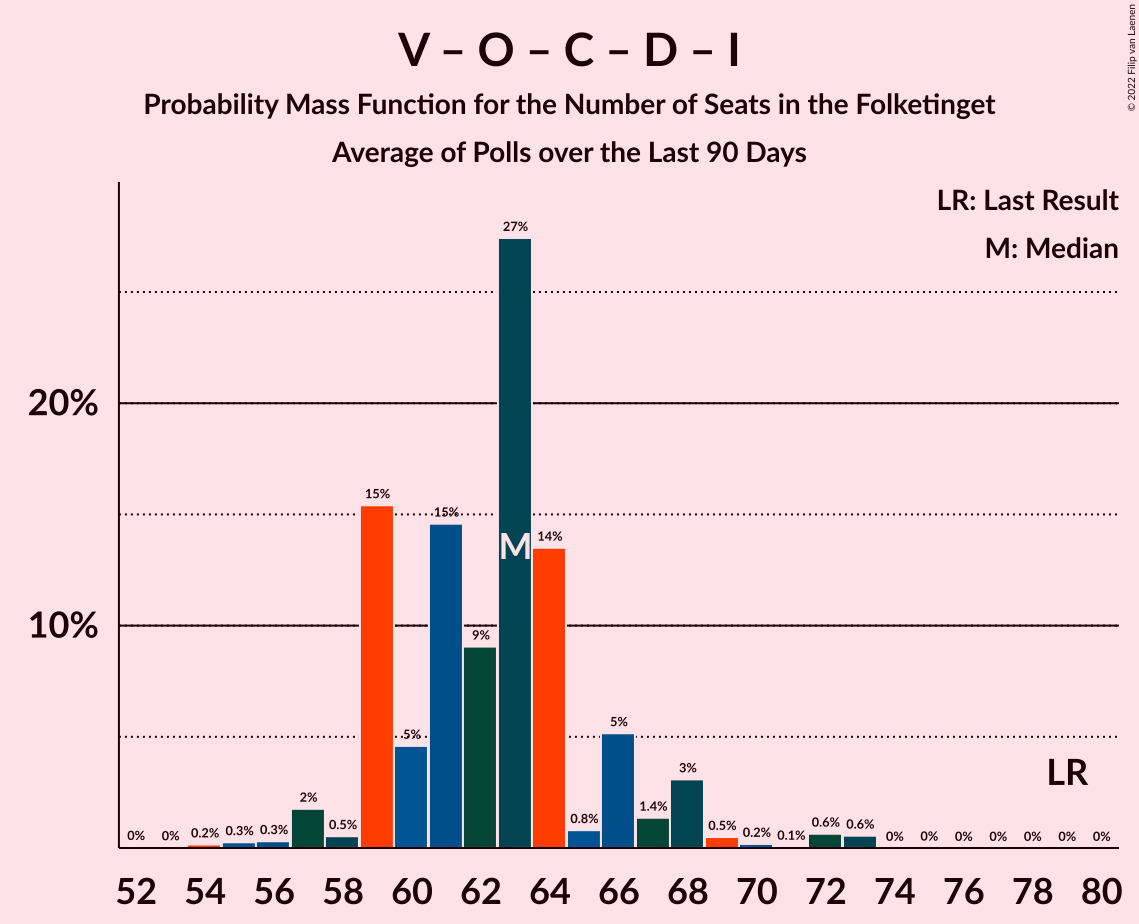 V – O – C – D – I
Probability Mass Function for the Number of Seats in the Folketinget
Average of Polls over the Last 90 Days
© 2022 Filip van Laenen
LR: Last Result
M: Median
20%
10%
0% 0% 0.2% 0.3% 0.3% 2% 0.5% 15% 5% 15% 9% 27% 14% 0.8% 5% 1.4% 3% 0.5% 0.2% 0.1% 0.6% 0.6% 0% 0% 0% 0% 0% 0% 0%
M
LR
52 54 56 58 60 62 64 66 68 70 72 74 76 78 80